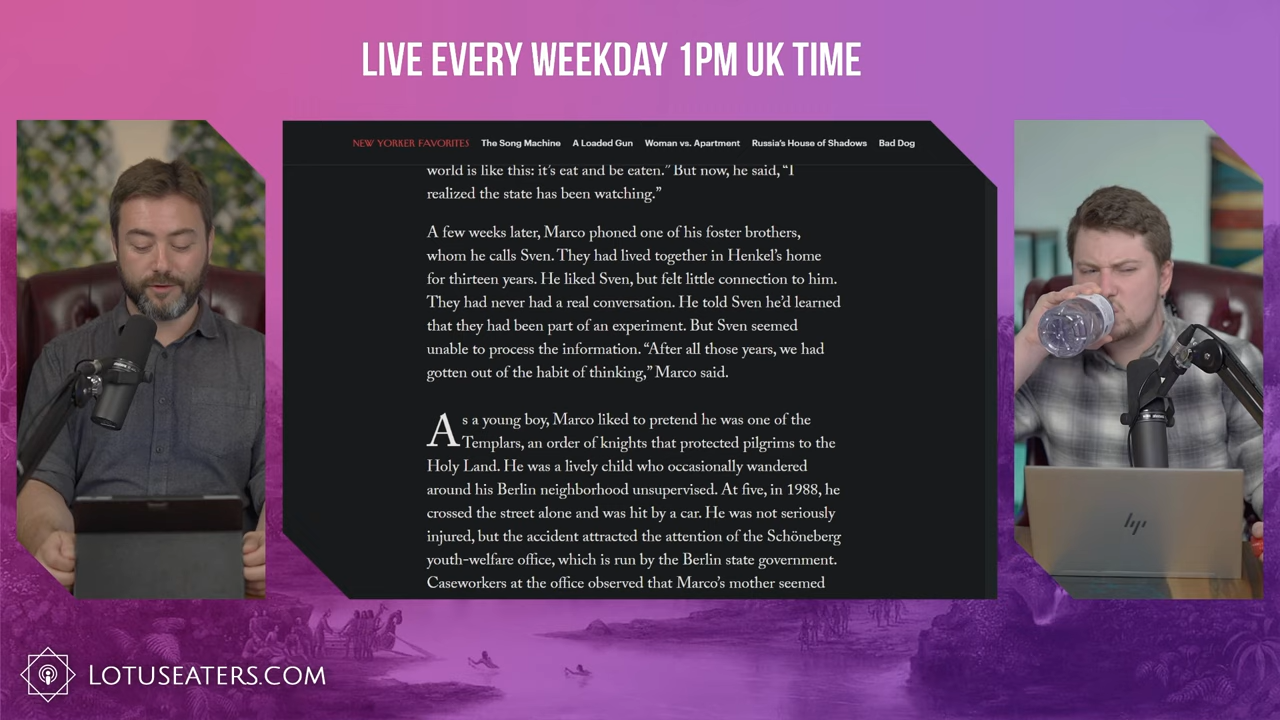 LIVE EVERY WEEKDAY 1PM UK TIME
NEW YORKER FAVORITES The Song Machine A Loaded Gun Woman vs. Apartment Russia's House of Shadows Bad Dog
world is like this: it's eat and be eaten.” But now, he said, “I
realized the state has been watching.”
A few weeks later, Marco phoned one of his foster brothers,
whom he calls Sven. They had lived together in Henkel's home
for thirteen years. He liked Sven, but felt little connection to him.
They had never had a real conversation. He told Sven he'd learned
that they had been part of an experiment. But Sven seemed
unable to process the information. “After all those years, we had
gotten out of the habit of thinking,” Marco said.
As a young boy, Marco liked to pretend he was one of the
Templars, an order of knights that protected pilgrims to the
Holy Land. He was a lively child who occasionally wandered
around his Berlin neighborhood unsupervised. At five, in 1988, he
crossed the street alone and was hit by a car. He was not seriously
injured, but the accident attracted the attention of the Schöneberg
youth-welfare office, which is run by the Berlin state government.
Caseworkers at the office observed that Marco's mother seemed
hp
LOTUSEATERS.COM